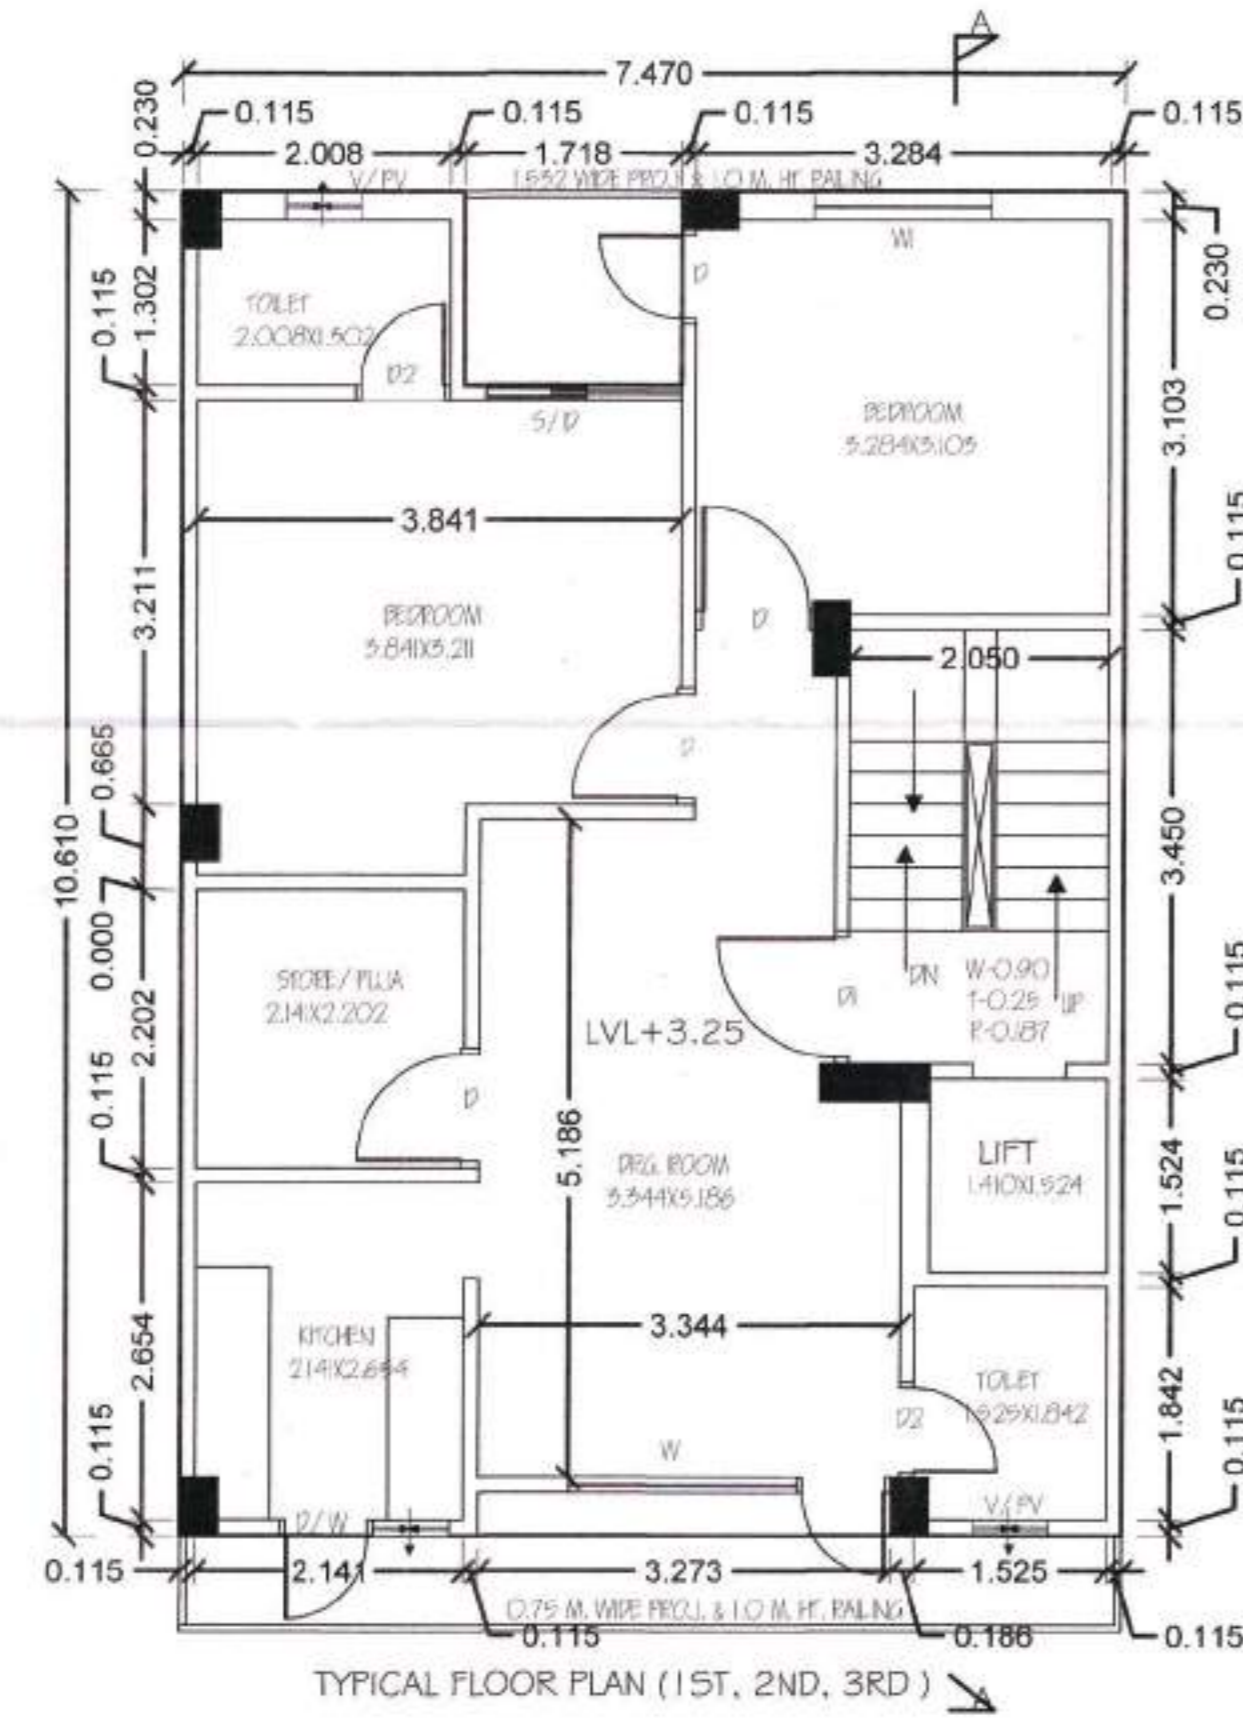 A
7.470
0.230
0.115
0.115
0.115
0.115
2.008
1.718
3.284
V/PV
1.532 WIDE PROJ. & 1.0 M. HT. RAILING
W1
D
0.230
0.115
1.302
TOILET
2.008X1.302
D2
S/D
BEDROOM
3.284X3.103
3.103
3.841
0.115
3.211
BEDROOM
3.841X3.211
D
2.050
D
0.665
10.610
3.450
0.000
STORE/ PUJA
2.141X2.202
D1
DN
W-0.90
T-0.25
R-0.187
UP
0.115
2.202
LVL+3.25
0.115
D
5.186
DRG. ROOM
3.344X5.186
LIFT
1.410X1.524
1.524
0.115
3.344
KITCHEN
2.141X2.654
2.654
TOILET
1.525X1.842
1.842
D2
0.115
W
0.115
D/W
V/PV
0.115
2.141
3.273
1.525
0.75 M. WIDE PROJ. & 1.0 M. HT. RAILING
0.115
0.186
0.115
TYPICAL FLOOR PLAN (1ST, 2ND, 3RD )
A